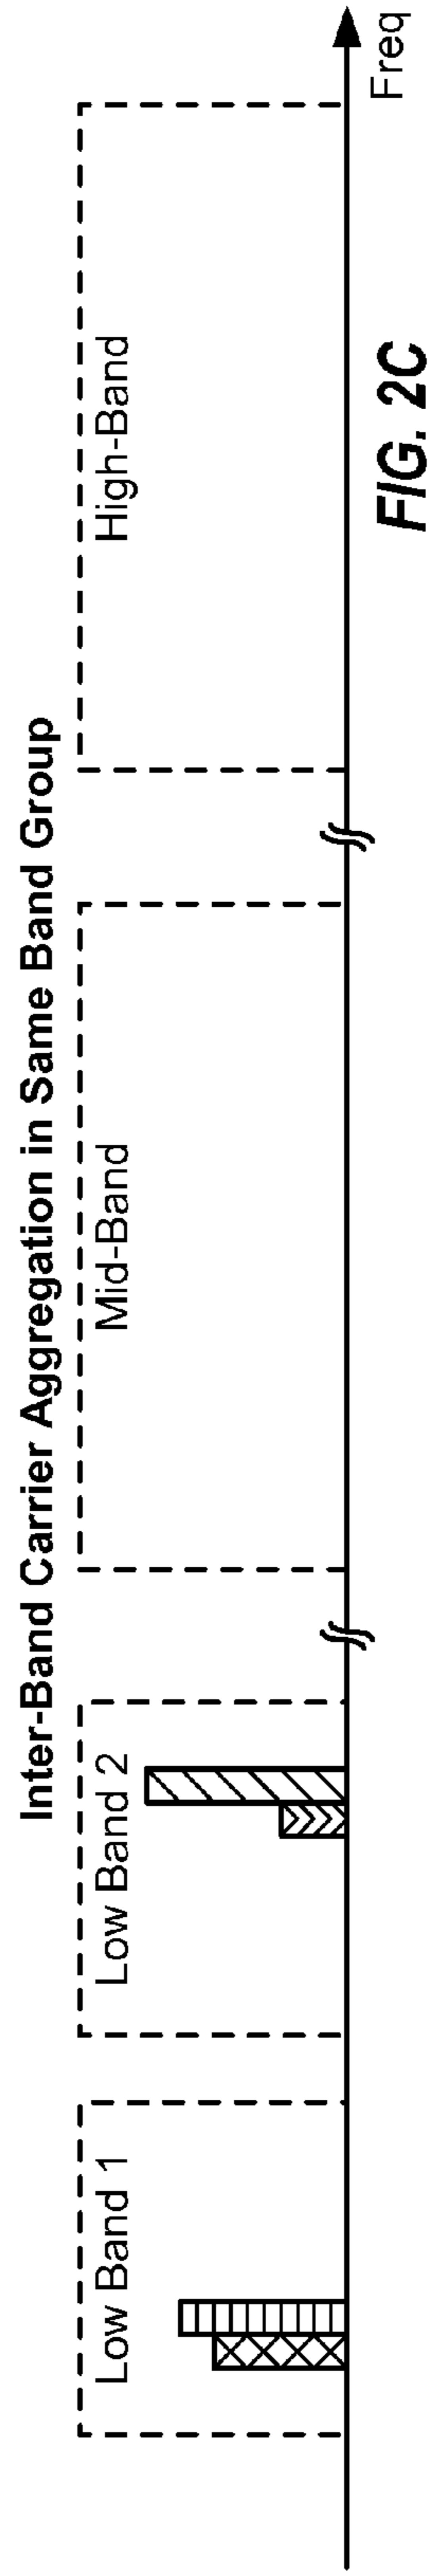 Inter-Band Carrier Aggregation in Same Band Group
Low Band 1
Low Band 2
Mid-Band
High-Band
Freq
FIG. 2C